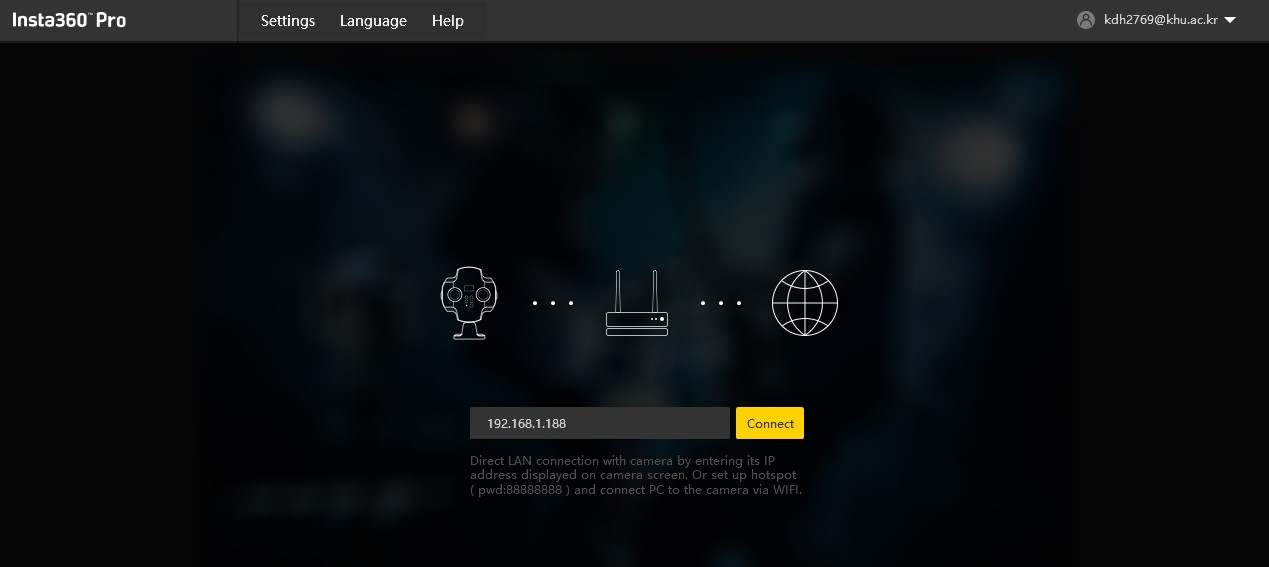 Insta360™ Pro
Settings Language Help
kdh2769@khu.ac.kr
192.168.1.188
Connect
Direct LAN connection with camera by entering its IP
address displayed on camera screen. Or set up hotspot
( pwd:88888888 ) and connect PC to the camera via WIFI.